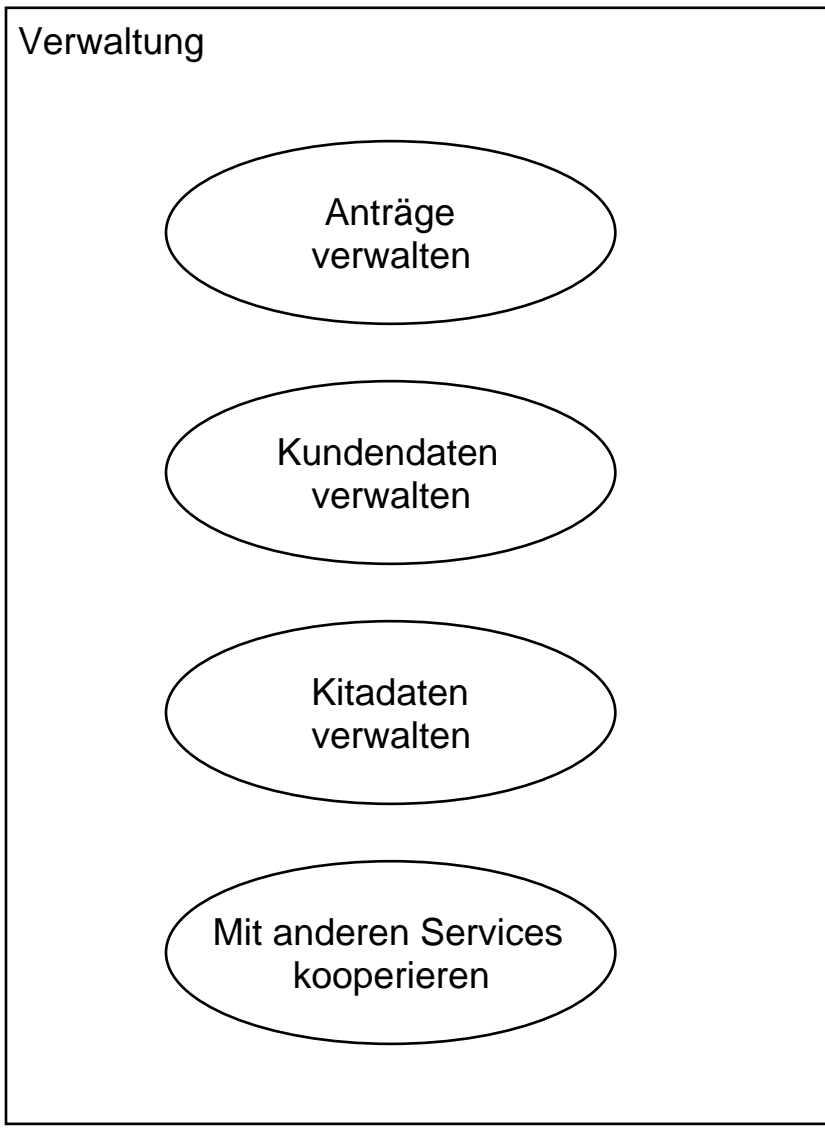 Verwaltung
Anträge
verwalten
Kundendaten
verwalten
Kitadaten
verwalten
Mit anderen Services
kooperieren